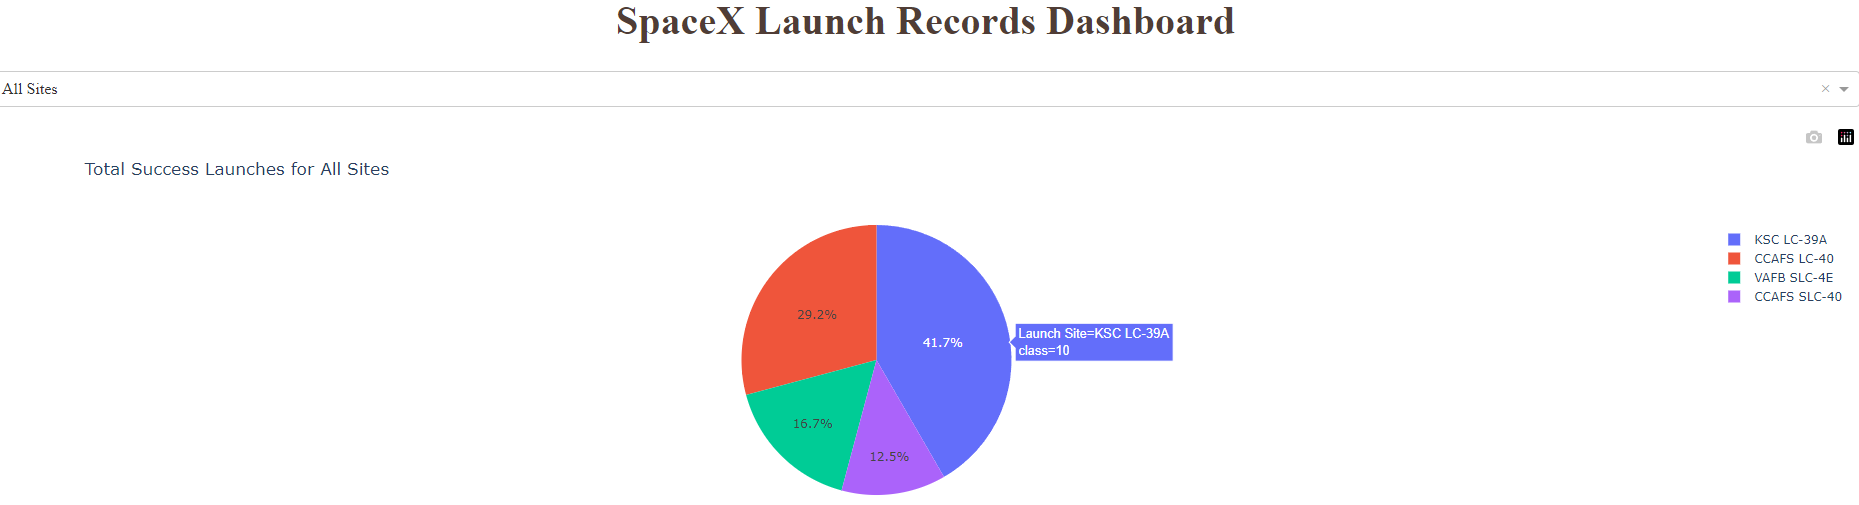 SpaceX Launch Records Dashboard
All Sites
Total Success Launches for All Sites
KSC LC-39A
CCAFS LC-40
VAFB SLC-4E
CCAFS SLC-40
29.2%
41.7%
Launch Site=KSC LC-39A
class=10
16.7%
12.5%